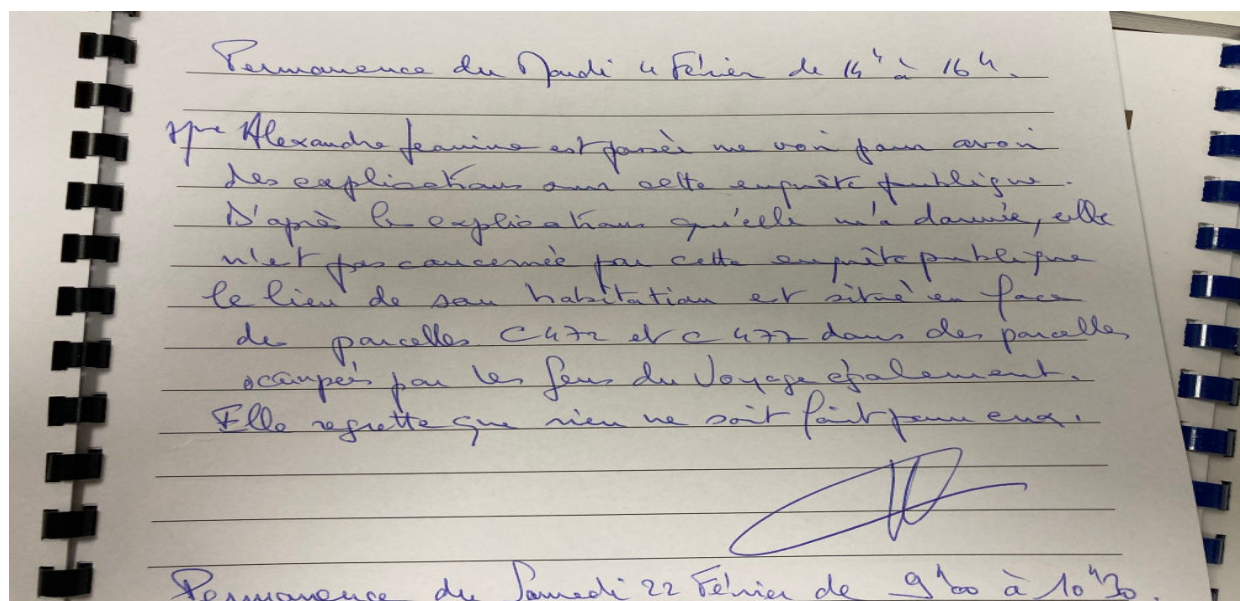 Permanence du Mardi 4 Février de 14h à 16h.
Mme Alexandre Jeanine est passée me voir pour avoir
des explications sur cette enquête publique.
D'après les explications qu'elle m'a donnée, elle
n'est pas concernée par cette enquête publique
le lieu de son habitation est situé en face
des parcelles C472 et C477 dans des parcelles
occupées par les gens du Voyage également.
Elle regrette que rien ne soit fait pour eux.
Permanence du Samedi 22 Février de 9h00 à 10h30.